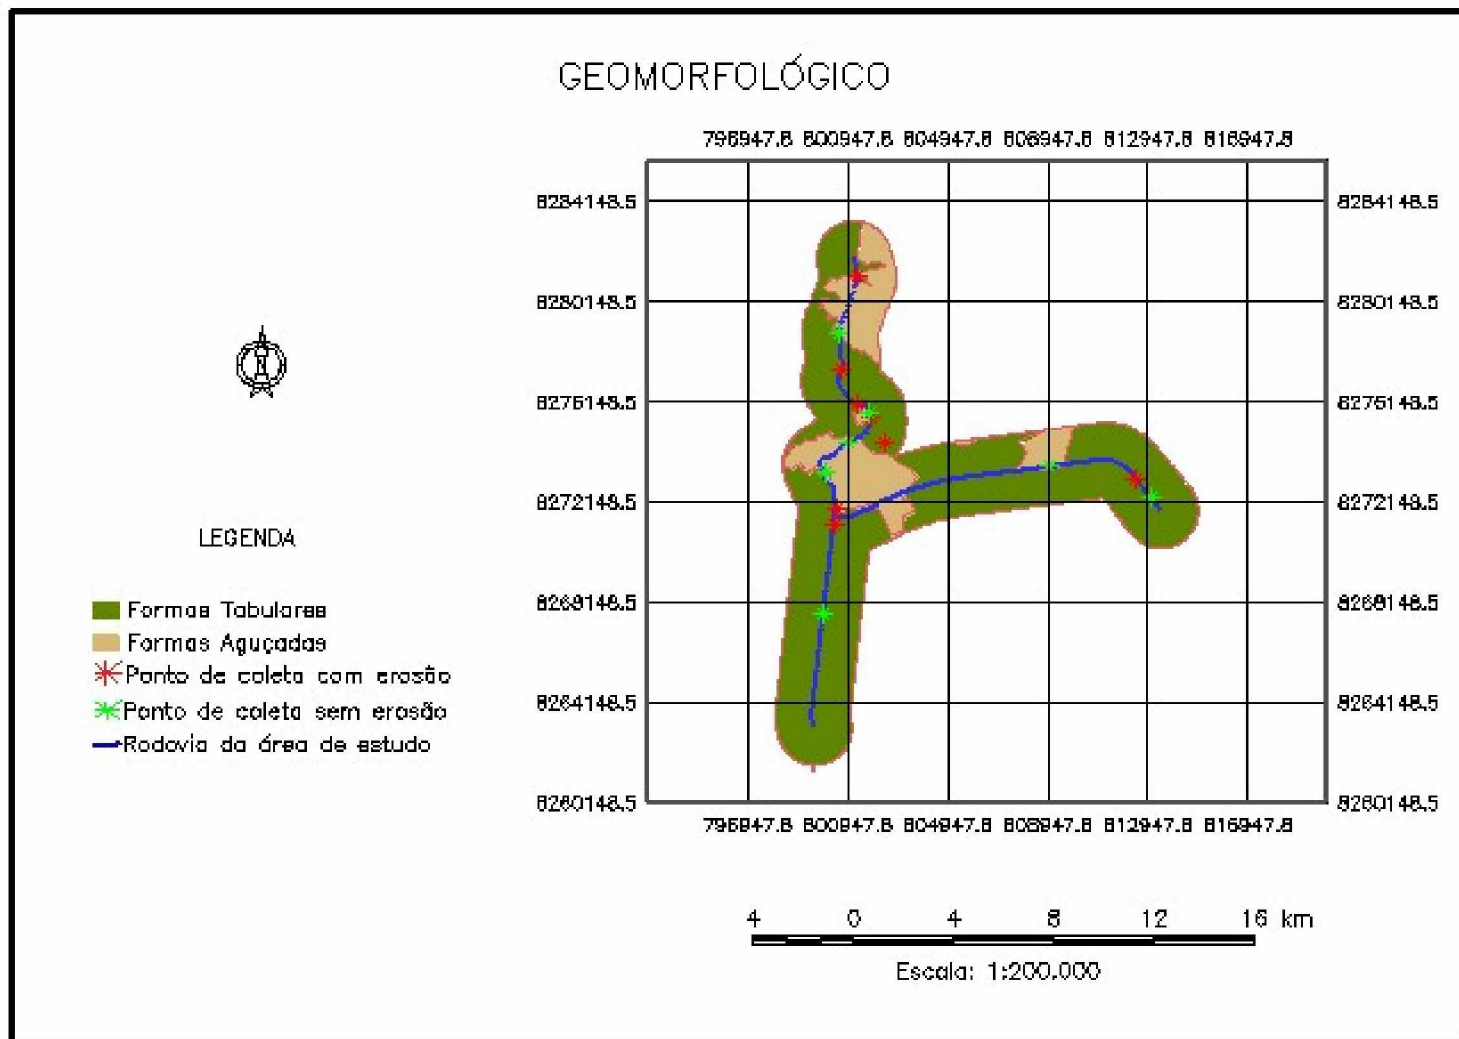 GEOMORFOLÓGICO
796947.8 800947.8 804947.8 808947.8 812947.8 816947.8
8284148.5 8284148.5
8280148.5 8280148.5
8276148.5 8276148.5
8272148.5 8272148.5
8268148.5 8268148.5
8264148.5 8264148.5
8260148.5 8260148.5
796947.8 800947.8 804947.8 808947.8 812947.8 816947.8
N
LEGENDA
Formas Tabulares
Formas Aguçadas
Ponto de coleta com erosão
Ponto de coleta sem erosão
Rodovia da área de estudo
4 0 4 8 12 16 km
Escala: 1:200.000